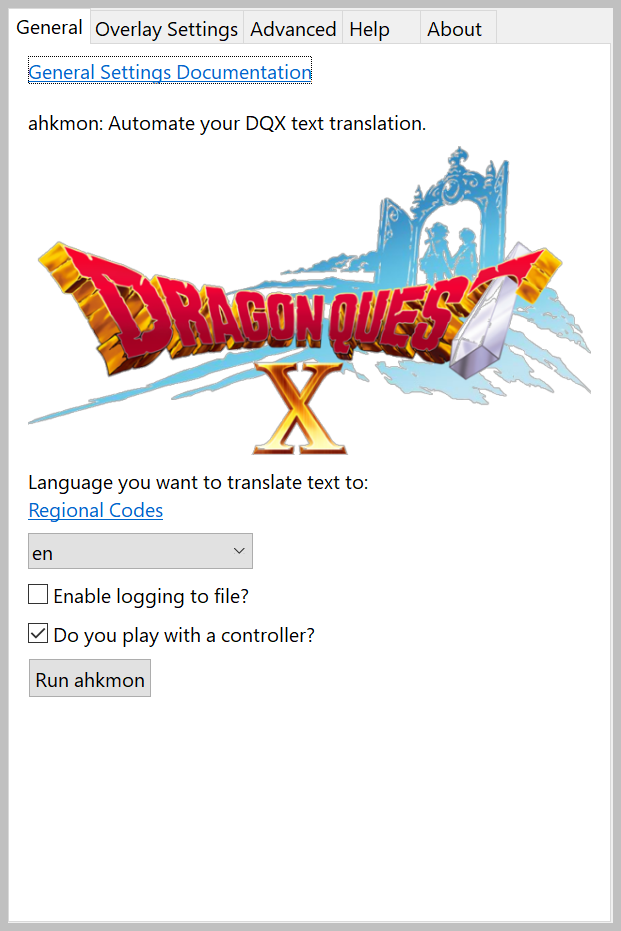 General
Overlay Settings
Advanced
Help
About
General Settings Documentation
ahkmon: Automate your DQX text translation.
DRAGON QUEST
X
Language you want to translate text to:
Regional Codes
en
Enable logging to file?
Do you play with a controller?
Run ahkmon